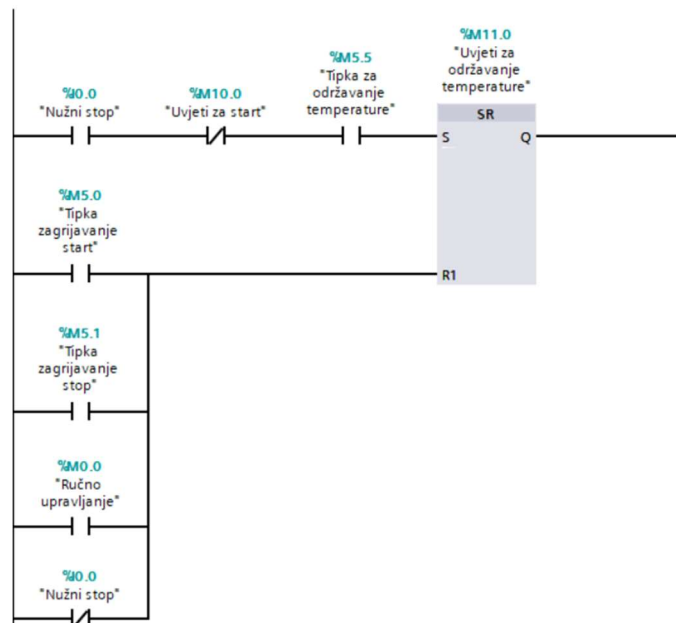 %I0.0
"Nužni stop"
%M10.0
"Uvjeti za start"
%M5.5
"Tipka za
održavanje
temperature"
%M11.0
"Uvjeti za
održavanje
temperature"
SR
S
Q
%M5.0
"Tipka
zagrijavanje
start"
R1
%M5.1
"Tipka
zagrijavanje
stop"
%M0.0
"Ručno
upravljanje"
%I0.0
"Nužni stop"